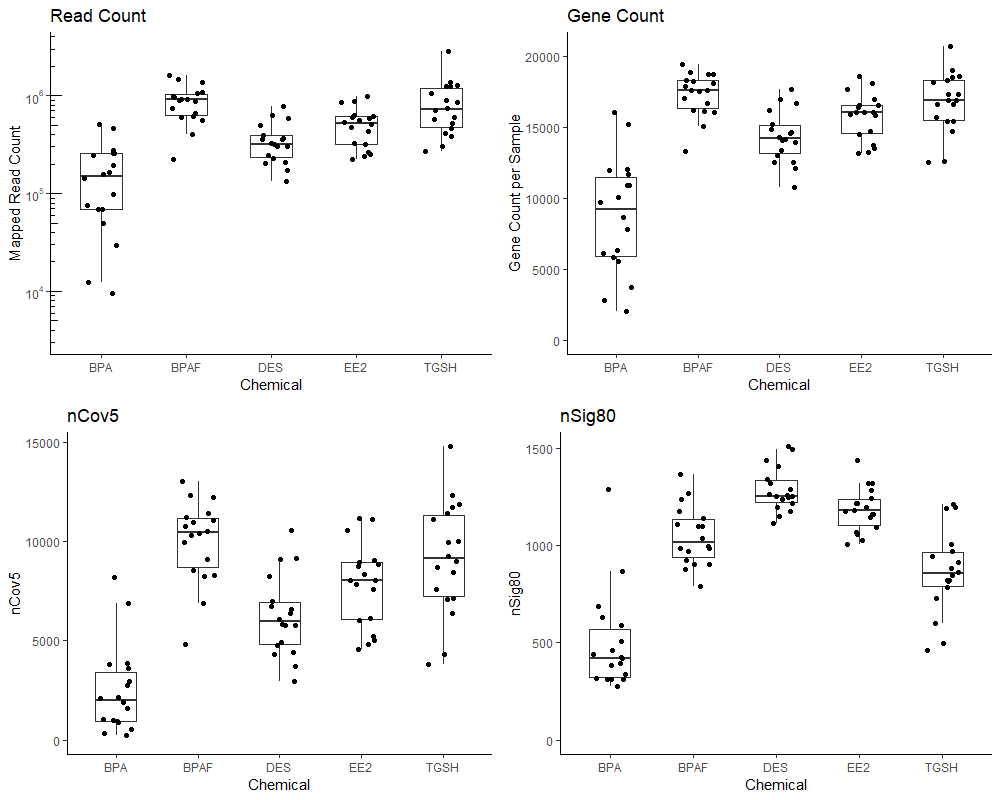 Read Count
Mapped Read Count
10^6
10^5
10^4
BPA BPAF DES EE2 TGSH
Chemical
Gene Count
Gene Count per Sample
20000
15000
10000
5000
0
BPA BPAF DES EE2 TGSH
Chemical
nCov5
nCov5
15000
10000
5000
0
BPA BPAF DES EE2 TGSH
Chemical
nSig80
nSig80
1500
1000
500
0
BPA BPAF DES EE2 TGSH
Chemical